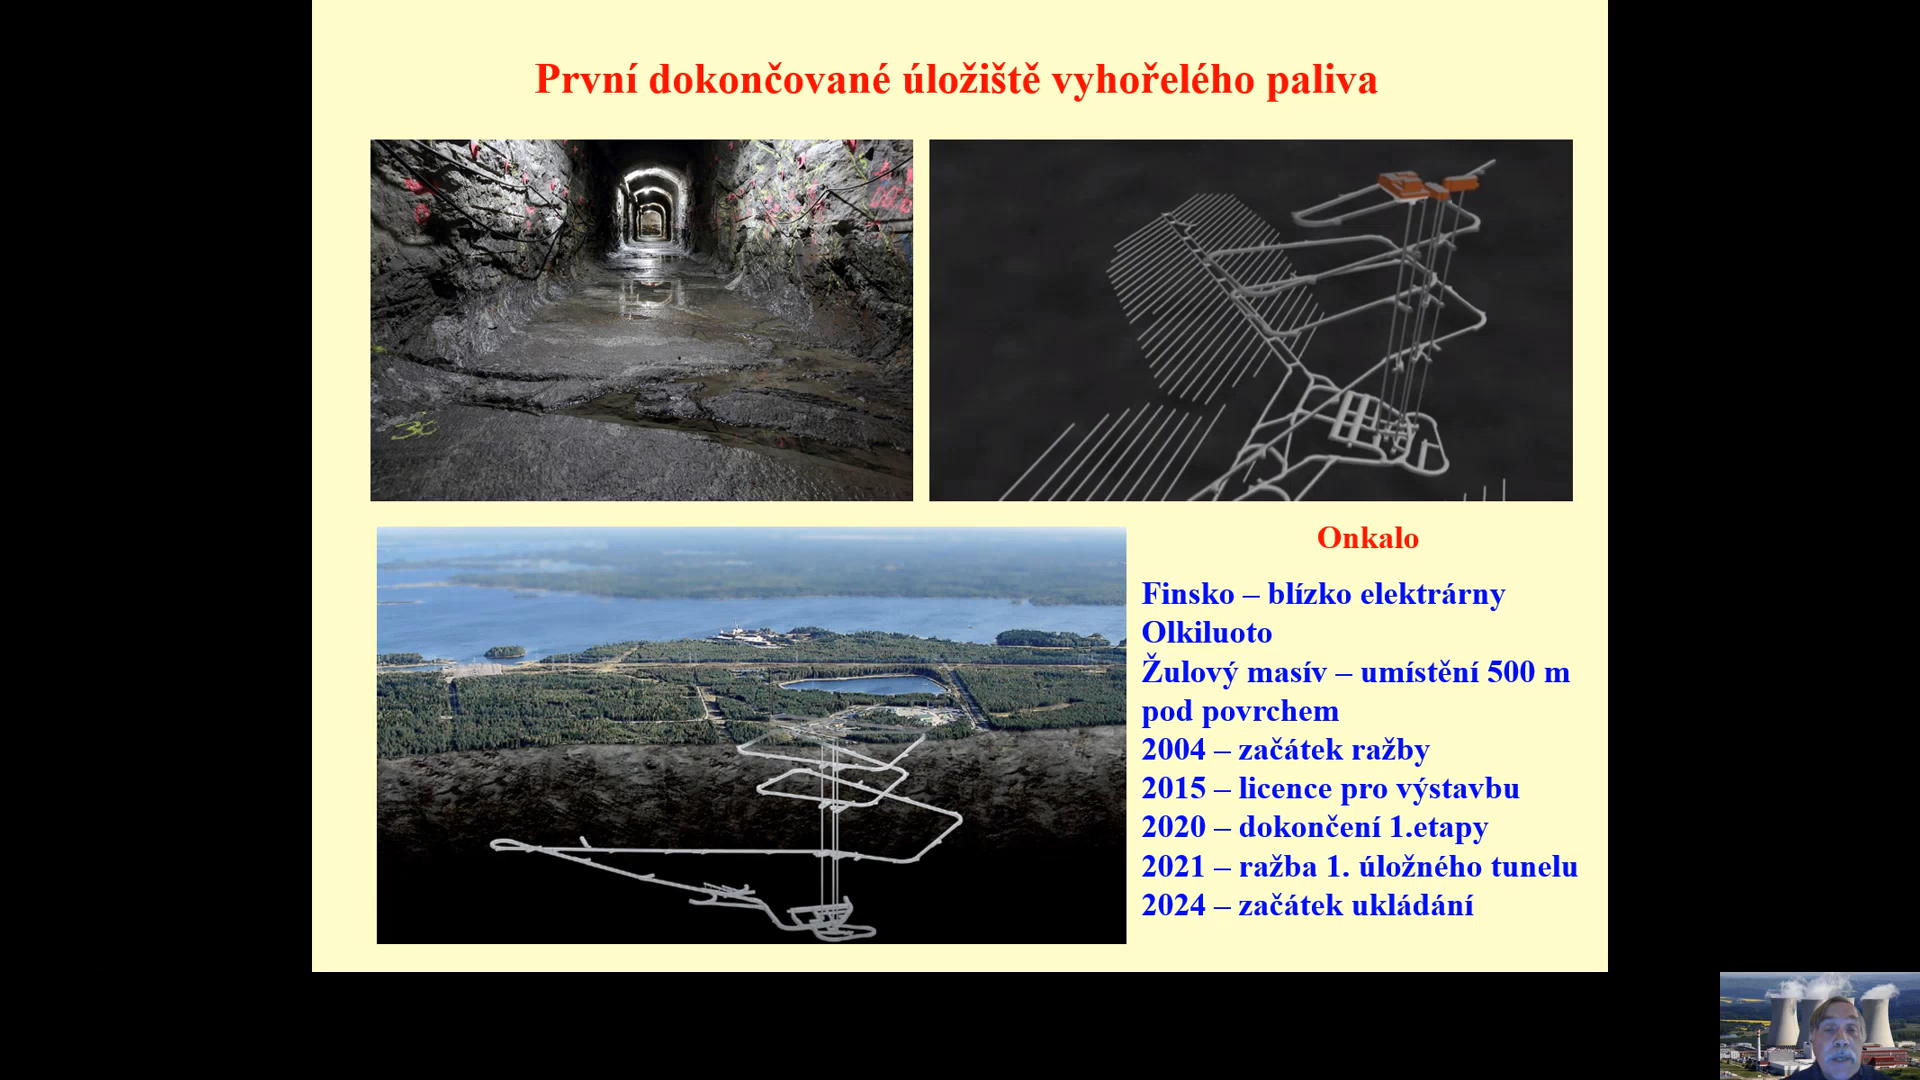 První dokončované úložiště vyhořelého paliva
Onkalo
Finsko – blízko elektrárny
Olkiluoto
Žulový masív – umístění 500 m
pod povrchem
2004 – začátek ražby
2015 – licence pro výstavbu
2020 – dokončení 1.etapy
2021 – ražba 1. úložného tunelu
2024 – začátek ukládání